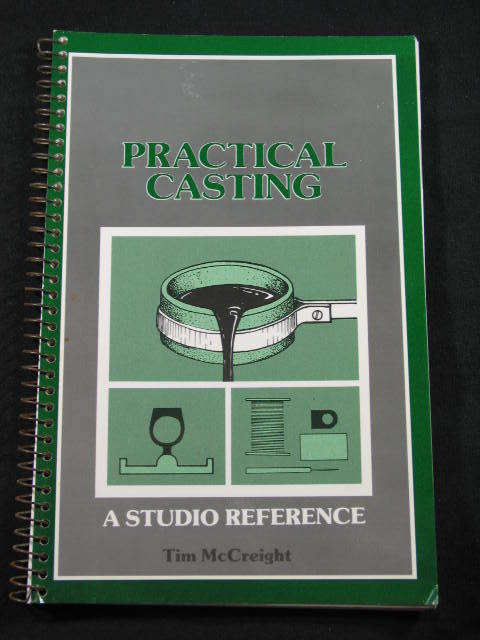 PRACTICAL
CASTING
A STUDIO REFERENCE
Tim McCreight